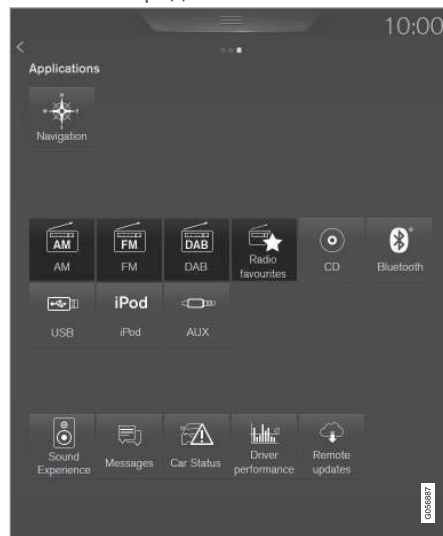 10:00
Applications
Navigation
AM
FM
DAB
AM
FM
DAB
Radio
favourites
CD
Bluetooth
iPod
USB
iPod
AUX
Sound
Experience
Messages
Car Status
Driver
performance
Remote
updates
G056887